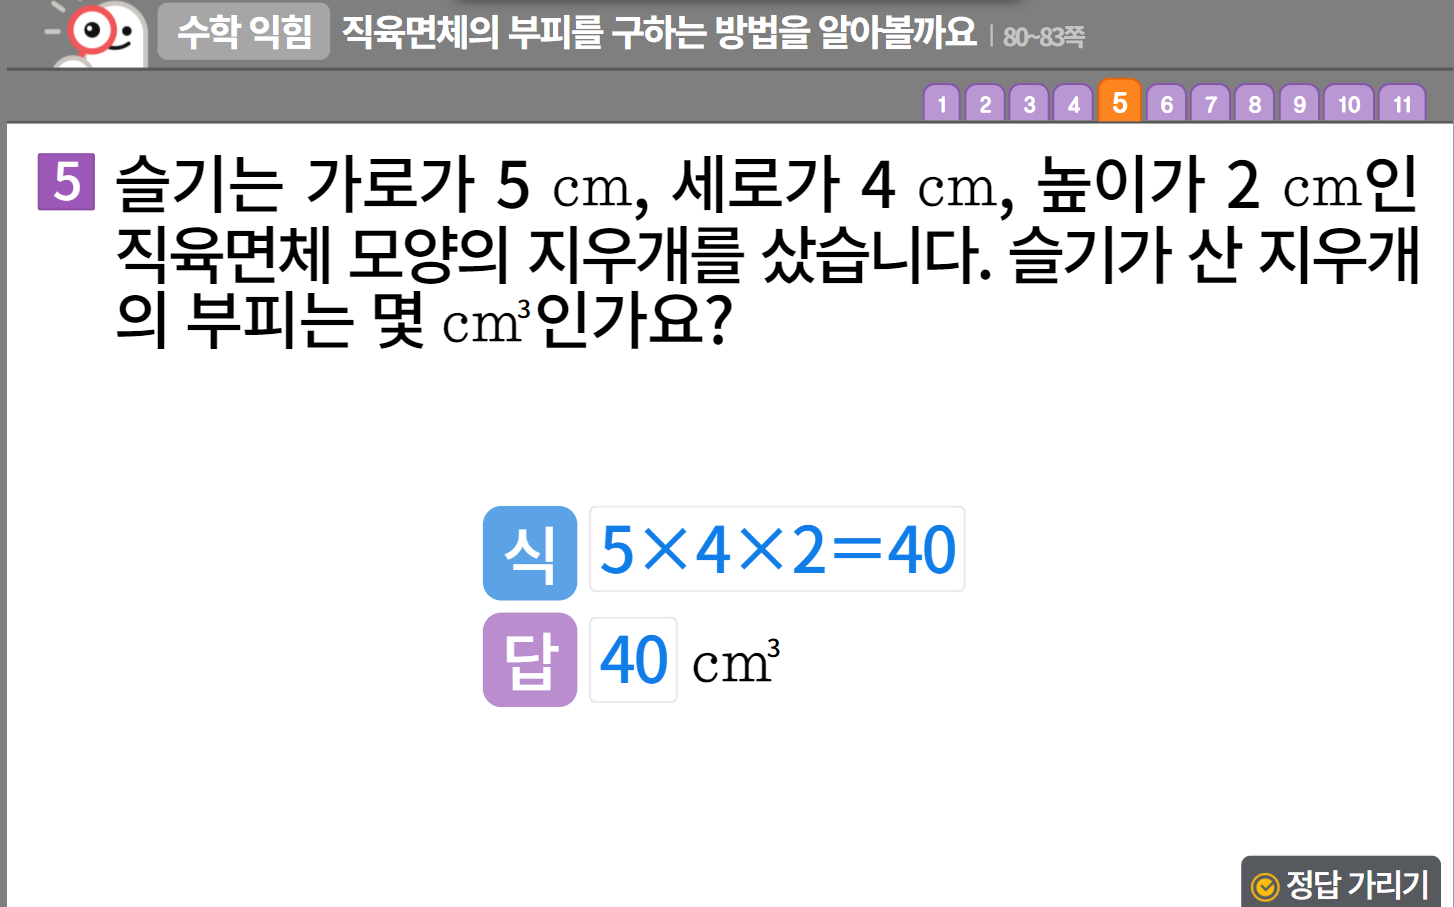 수학 익힘 직육면체의 부피를 구하는 방법을 알아볼까요 | 80~83쪽
1 2 3 4 5 6 7 8 9 10 11
5 슬기는 가로가 5 cm, 세로가 4 cm, 높이가 2 cm인
직육면체 모양의 지우개를 샀습니다. 슬기가 산 지우개
의 부피는 몇 cm³인가요?
식 5×4×2=40
답 40 cm³
정답 가리기